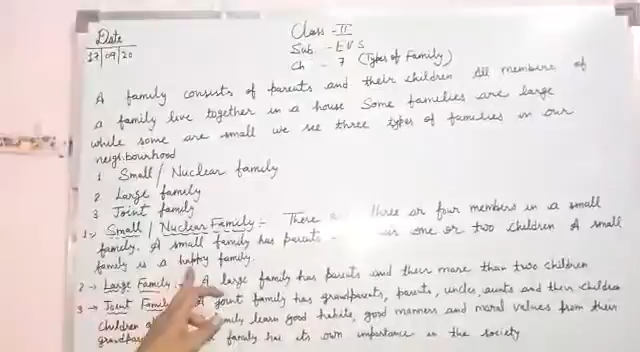 Date
17/09/20
Class - II
Sub - EVS
Ch - 7 (Types of Family)
A family consists of parents and their children All members of
a family live together in a house Some families are large
while some are small we see three types of families in our
neighbourhood
1 Small / Nuclear family
2 Large family
3 Joint family
1 → Small / Nuclear Family :- There three or four members in a small
family. A small family has parents one or two children A small
family is a happy family.
2 → Large Family. A large family has parents and their more than two children
3 → Joint Family joint family has grandparents, parents, uncles, aunts and their children
children family learn good habits, good manners and moral values from their
family has its own importance in the society